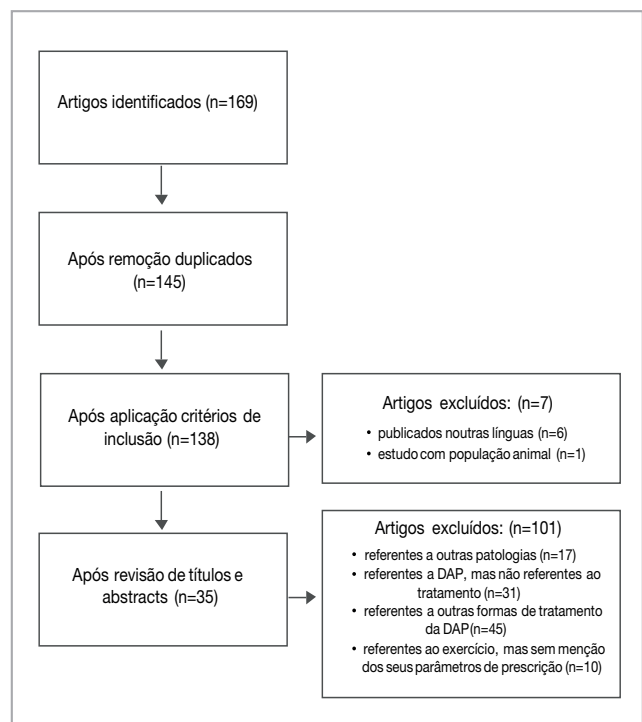 Artigos identificados (n=169)
Após remoção duplicados
(n=145)
Após aplicação critérios de
inclusão (n=138)
Artigos excluídos: (n=7)
• publicados noutras línguas (n=6)
• estudo com população animal (n=1)
Após revisão de títulos e
abstracts (n=35)
Artigos excluídos: (n=101)
• referentes a outras patologias (n=17)
• referentes a DAP, mas não referentes ao
tratamento (n=31)
• referentes a outras formas de tratamento
da DAP(n=45)
• referentes ao exercício, mas sem menção
dos seus parâmetros de prescrição (n=10)